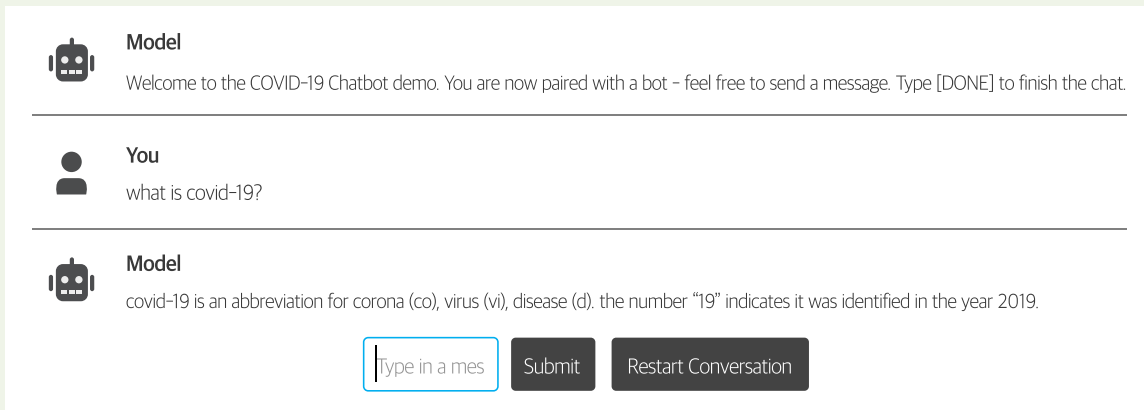 Model
Welcome to the COVID-19 Chatbot demo. You are now paired with a bot - feel free to send a message. Type [DONE] to finish the chat.
You
what is covid-19?
Model
covid-19 is an abbreviation for corona (co), virus (vi), disease (d). the number “19” indicates it was identified in the year 2019.
Type in a mes Submit Restart Conversation